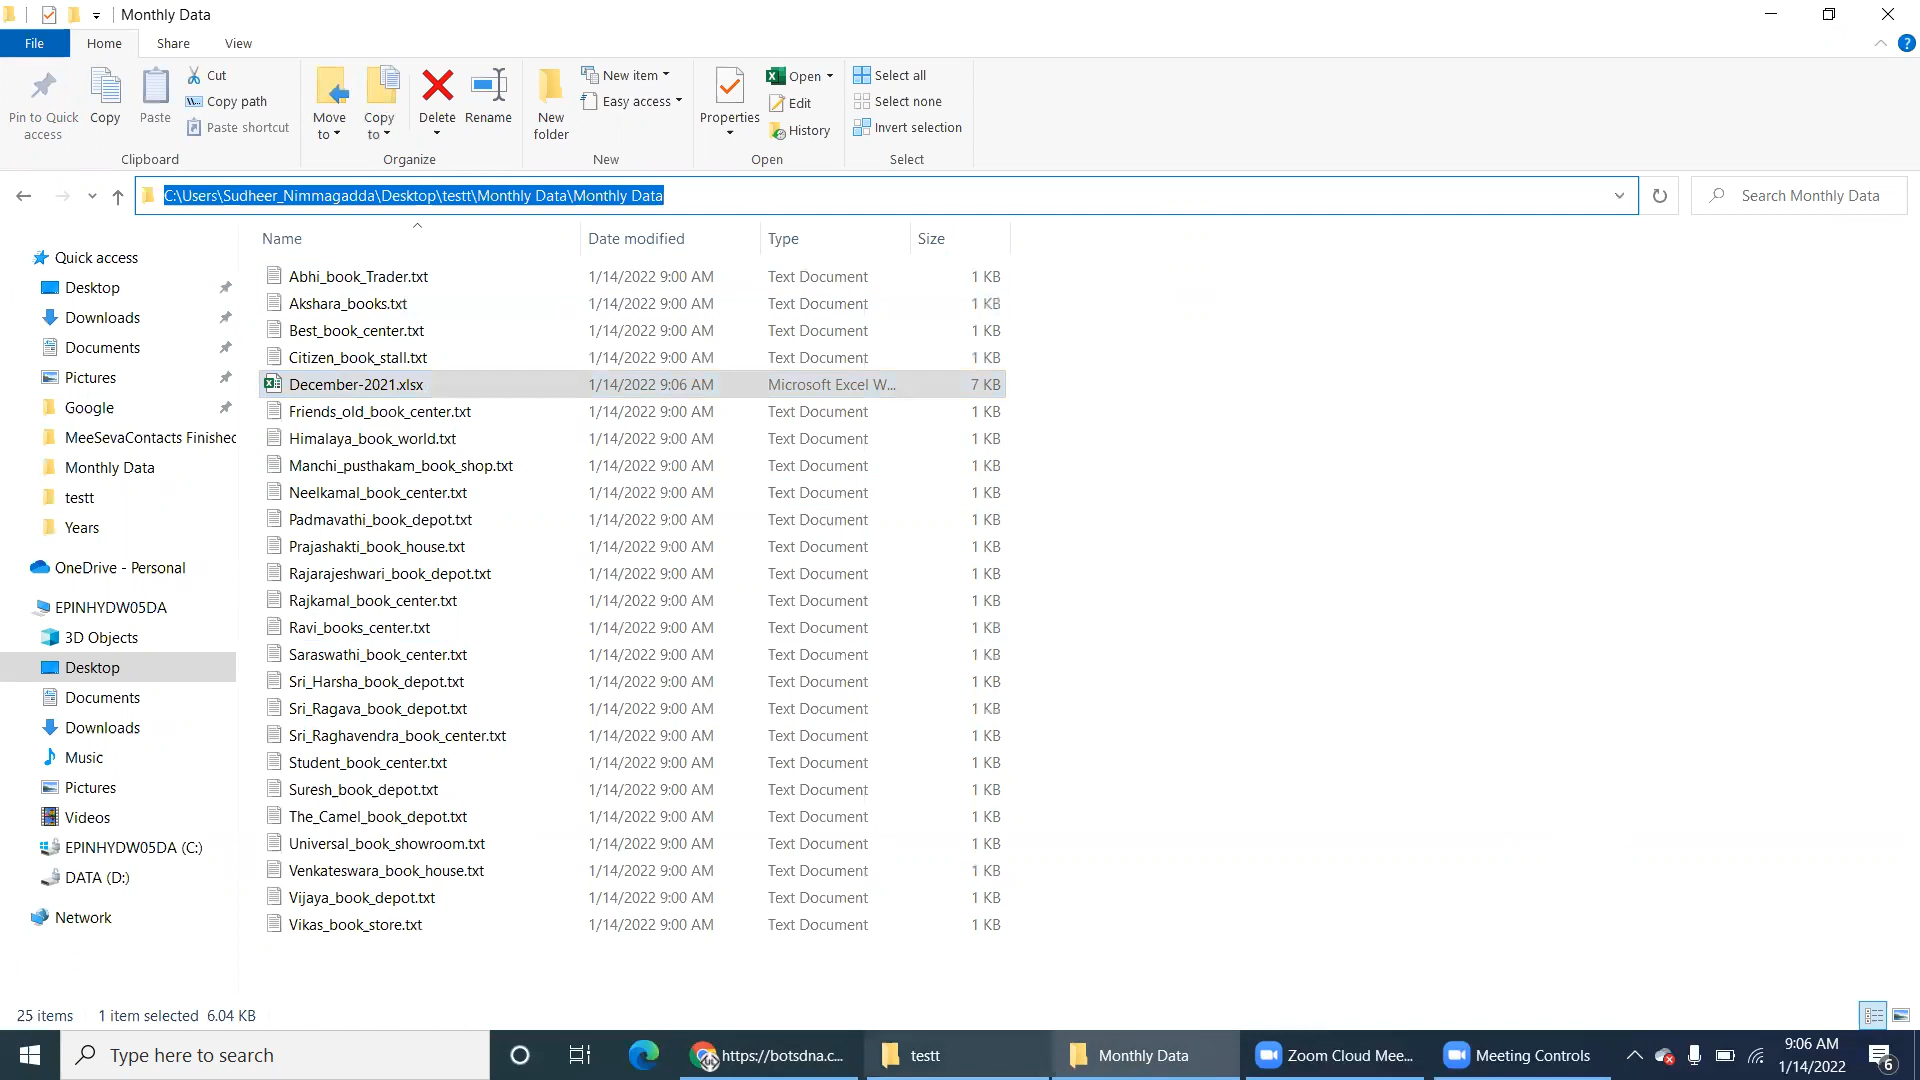 Monthly Data
File Home Share View
Pin to Quick access
Copy
Paste
Cut
Copy path
Paste shortcut
Clipboard
Move to
Copy to
Delete
Rename
Organize
New folder
New item
Easy access
New
Properties
Open
Edit
History
Open
Select all
Select none
Invert selection
Select
C:\Users\Sudheer_Nimmagadda\Desktop\testt\Monthly Data\Monthly Data
Search Monthly Data
Quick access
Desktop
Downloads
Documents
Pictures
Google
MeeSevaContacts Finished
Monthly Data
testt
Years
OneDrive - Personal
EPINHYDW05DA
3D Objects
Desktop
Documents
Downloads
Music
Pictures
Videos
EPINHYDW05DA (C:)
DATA (D:)
Network
Name Date modified Type Size
Abhi_book_Trader.txt 1/14/2022 9:00 AM Text Document 1 KB
Akshara_books.txt 1/14/2022 9:00 AM Text Document 1 KB
Best_book_center.txt 1/14/2022 9:00 AM Text Document 1 KB
Citizen_book_stall.txt 1/14/2022 9:00 AM Text Document 1 KB
December-2021.xlsx 1/14/2022 9:06 AM Microsoft Excel W... 7 KB
Friends_old_book_center.txt 1/14/2022 9:00 AM Text Document 1 KB
Himalaya_book_world.txt 1/14/2022 9:00 AM Text Document 1 KB
Manchi_pusthakam_book_shop.txt 1/14/2022 9:00 AM Text Document 1 KB
Neelkamal_book_center.txt 1/14/2022 9:00 AM Text Document 1 KB
Padmavathi_book_depot.txt 1/14/2022 9:00 AM Text Document 1 KB
Prajashakti_book_house.txt 1/14/2022 9:00 AM Text Document 1 KB
Rajarajeshwari_book_depot.txt 1/14/2022 9:00 AM Text Document 1 KB
Rajkamal_book_center.txt 1/14/2022 9:00 AM Text Document 1 KB
Ravi_books_center.txt 1/14/2022 9:00 AM Text Document 1 KB
Saraswathi_book_center.txt 1/14/2022 9:00 AM Text Document 1 KB
Sri_Harsha_book_depot.txt 1/14/2022 9:00 AM Text Document 1 KB
Sri_Ragava_book_depot.txt 1/14/2022 9:00 AM Text Document 1 KB
Sri_Raghavendra_book_center.txt 1/14/2022 9:00 AM Text Document 1 KB
Student_book_center.txt 1/14/2022 9:00 AM Text Document 1 KB
Suresh_book_depot.txt 1/14/2022 9:00 AM Text Document 1 KB
The_Camel_book_depot.txt 1/14/2022 9:00 AM Text Document 1 KB
Universal_book_showroom.txt 1/14/2022 9:00 AM Text Document 1 KB
Venkateswara_book_house.txt 1/14/2022 9:00 AM Text Document 1 KB
Vijaya_book_depot.txt 1/14/2022 9:00 AM Text Document 1 KB
Vikas_book_store.txt 1/14/2022 9:00 AM Text Document 1 KB
25 items 1 item selected 6.04 KB
Type here to search
https://botsdna.c...
testt
Monthly Data
Zoom Cloud Mee...
Meeting Controls
9:06 AM
1/14/2022
6